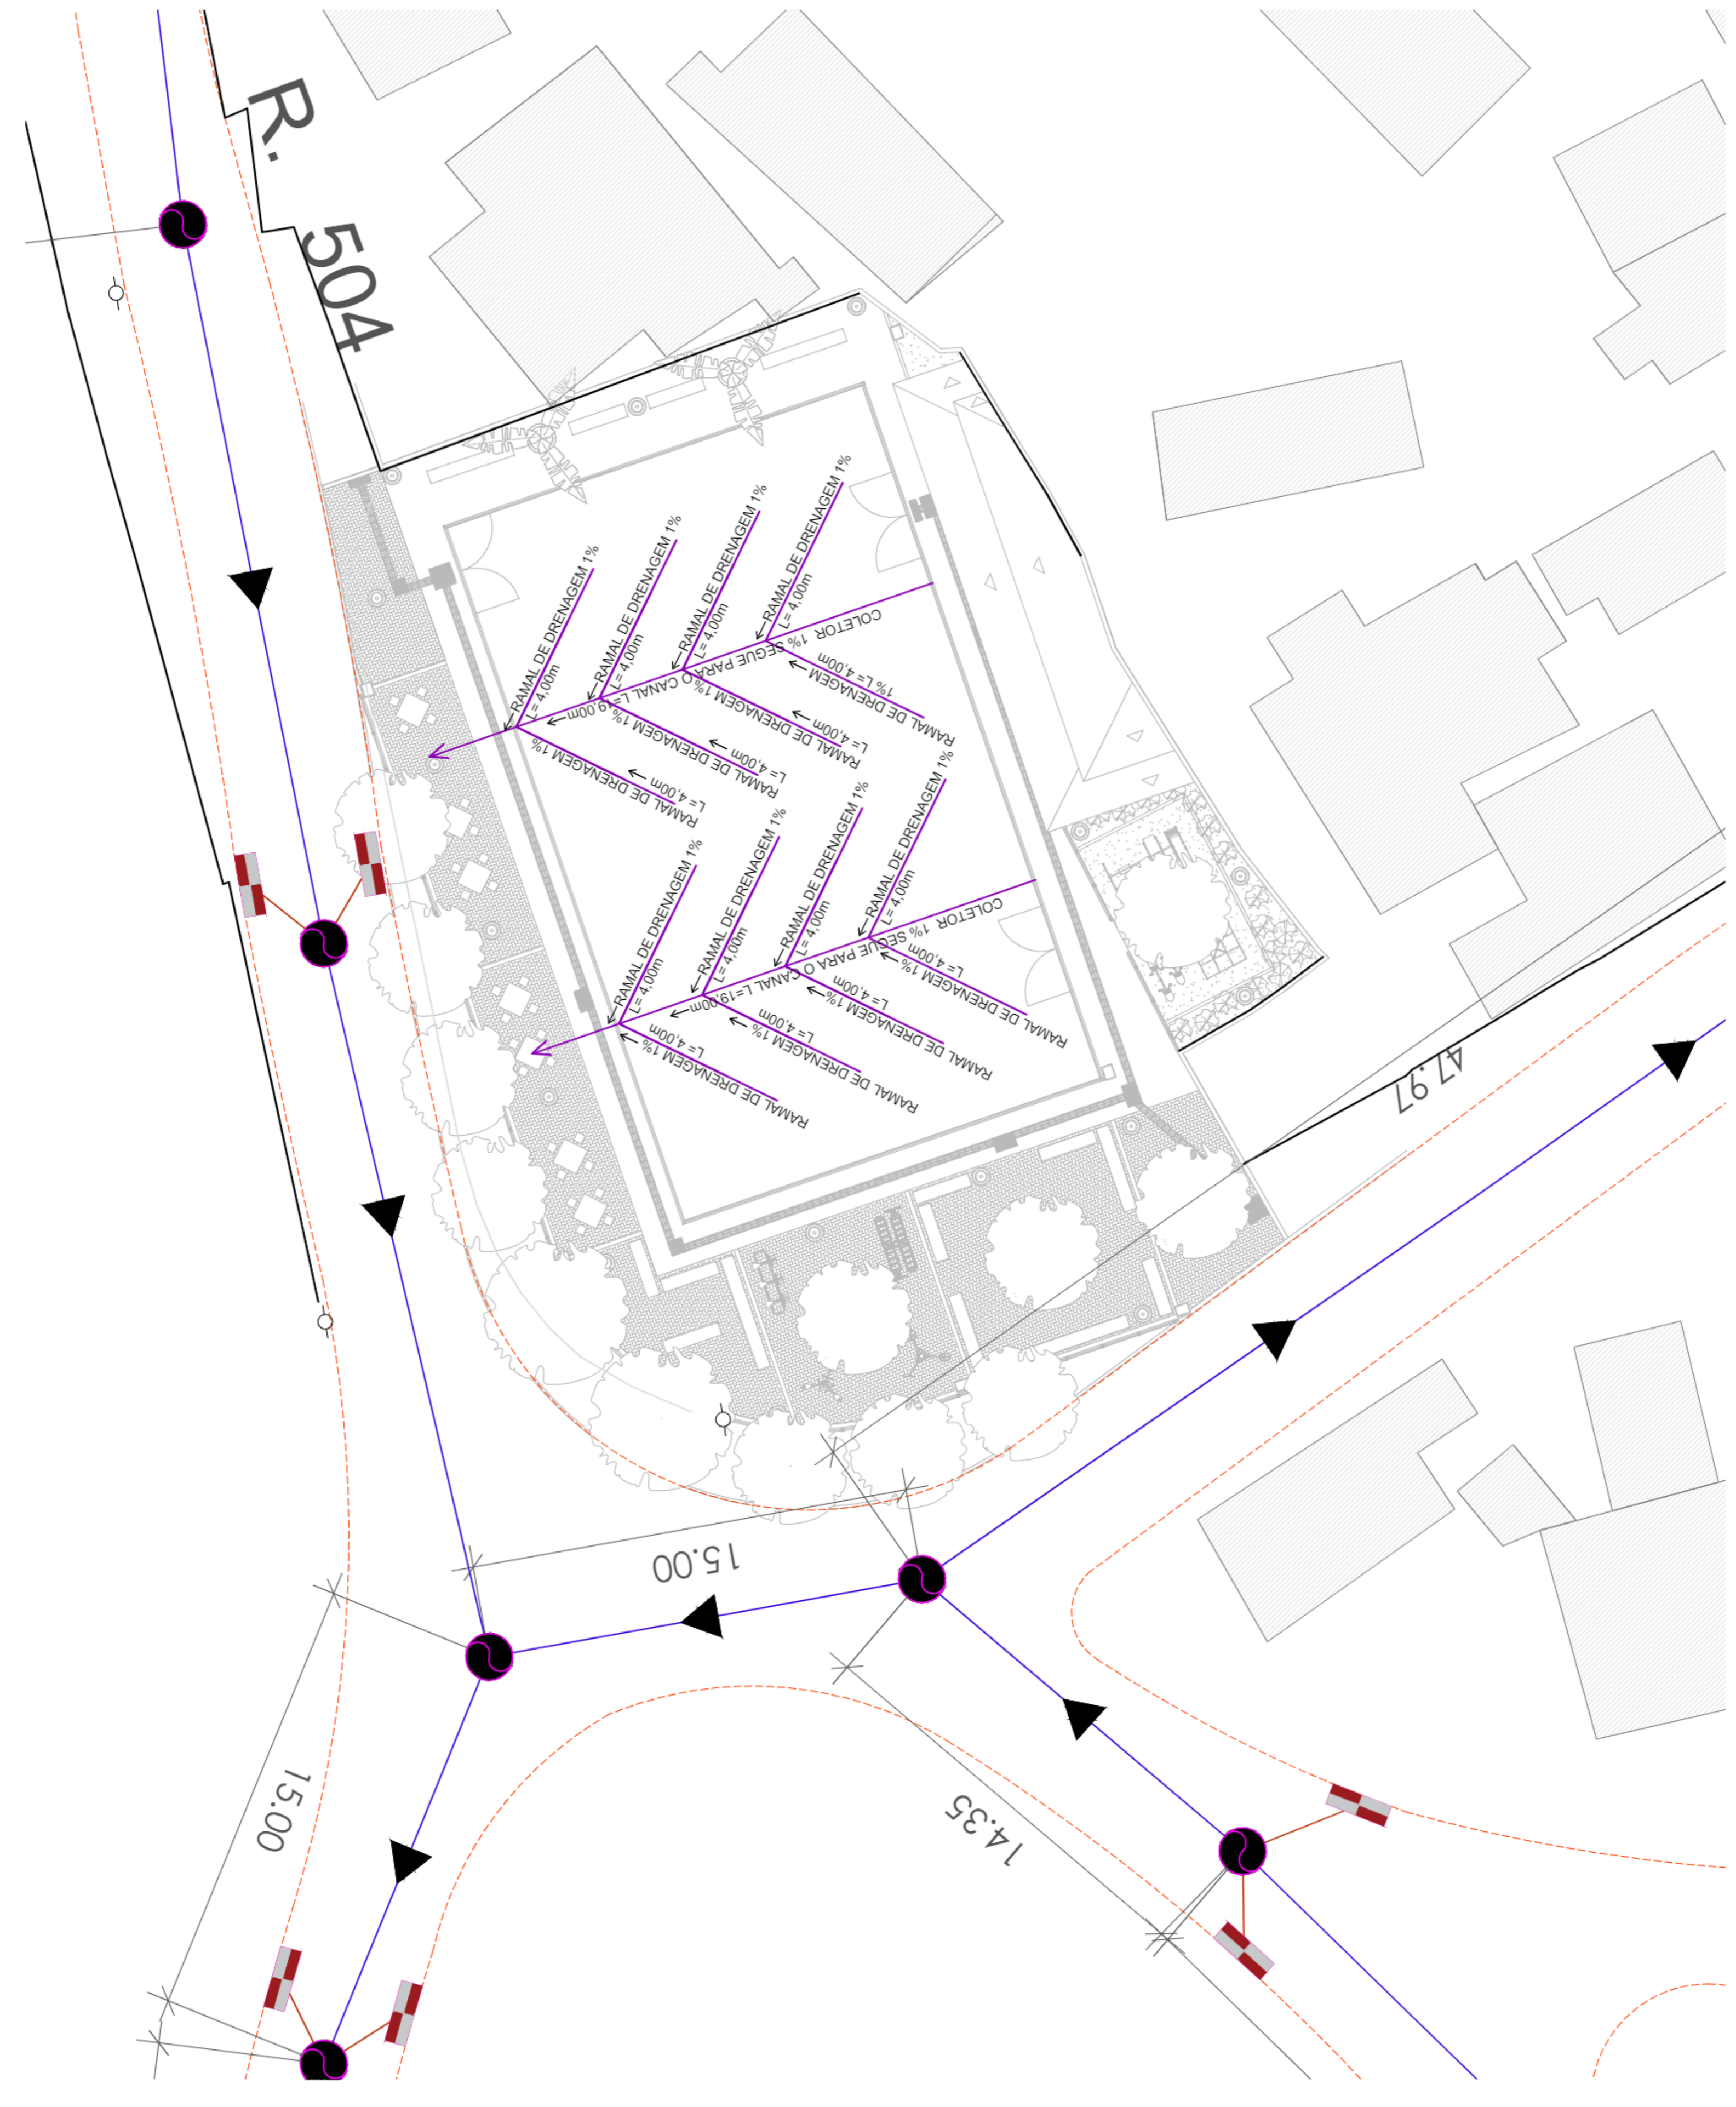 R. 504
RAMAL DE DRENAGEM 1%
L= 4,00m
RAMAL DE DRENAGEM 1%
L= 4,00m
RAMAL DE DRENAGEM 1%
L= 4,00m
RAMAL DE DRENAGEM 1%
L= 4,00m
COLETOR 1% SEGUE PARA O CANAL L=19,00m
RAMAL DE DRENAGEM 1%
L= 4,00m
RAMAL DE DRENAGEM 1%
L= 4,00m
RAMAL DE DRENAGEM 1%
L= 4,00m
RAMAL DE DRENAGEM
1% L= 4,00m
RAMAL DE DRENAGEM 1%
L= 4,00m
RAMAL DE DRENAGEM 1%
L= 4,00m
RAMAL DE DRENAGEM 1%
L= 4,00m
RAMAL DE DRENAGEM 1%
L= 4,00m
COLETOR 1% SEGUE PARA O CANAL L=19,00m
RAMAL DE DRENAGEM 1%
L= 4,00m
RAMAL DE DRENAGEM 1%
L= 4,00m
RAMAL DE DRENAGEM 1%
L= 4,00m
RAMAL DE DRENAGEM 1%
L= 4,00m
47.97
15.00
15.00
14.35